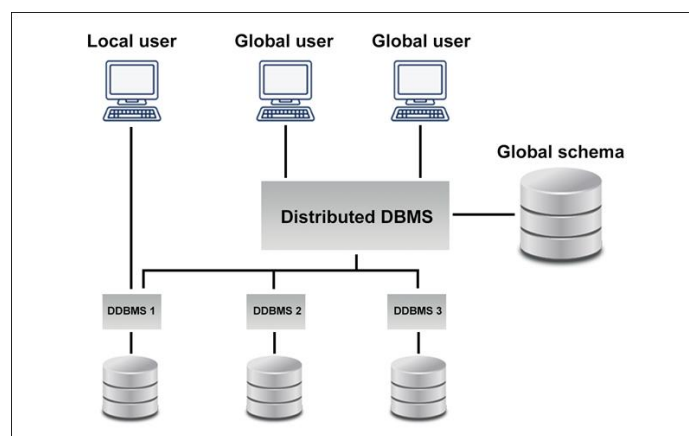 Local user
Global user
Global user
Global schema
Distributed DBMS
DDBMS 1
DDBMS 2
DDBMS 3